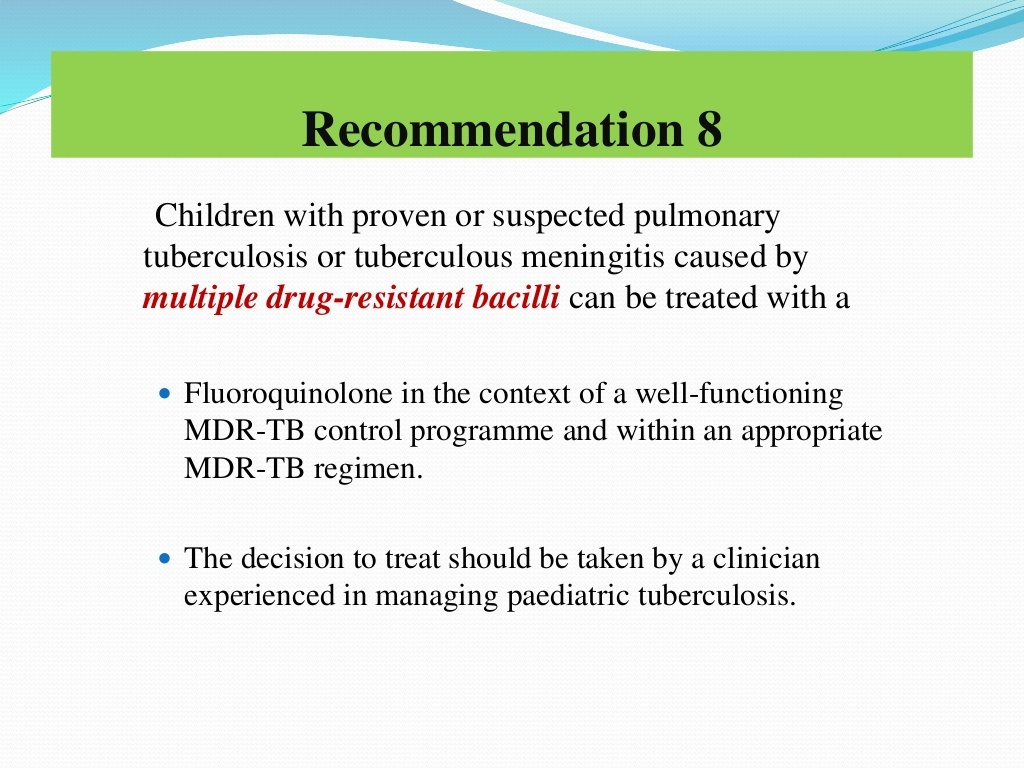 Recommendation 8
Children with proven or suspected pulmonary
tuberculosis or tuberculous meningitis caused by
multiple drug-resistant bacilli can be treated with a
• Fluoroquinolone in the context of a well-functioning
MDR-TB control programme and within an appropriate
MDR-TB regimen.
• The decision to treat should be taken by a clinician
experienced in managing paediatric tuberculosis.